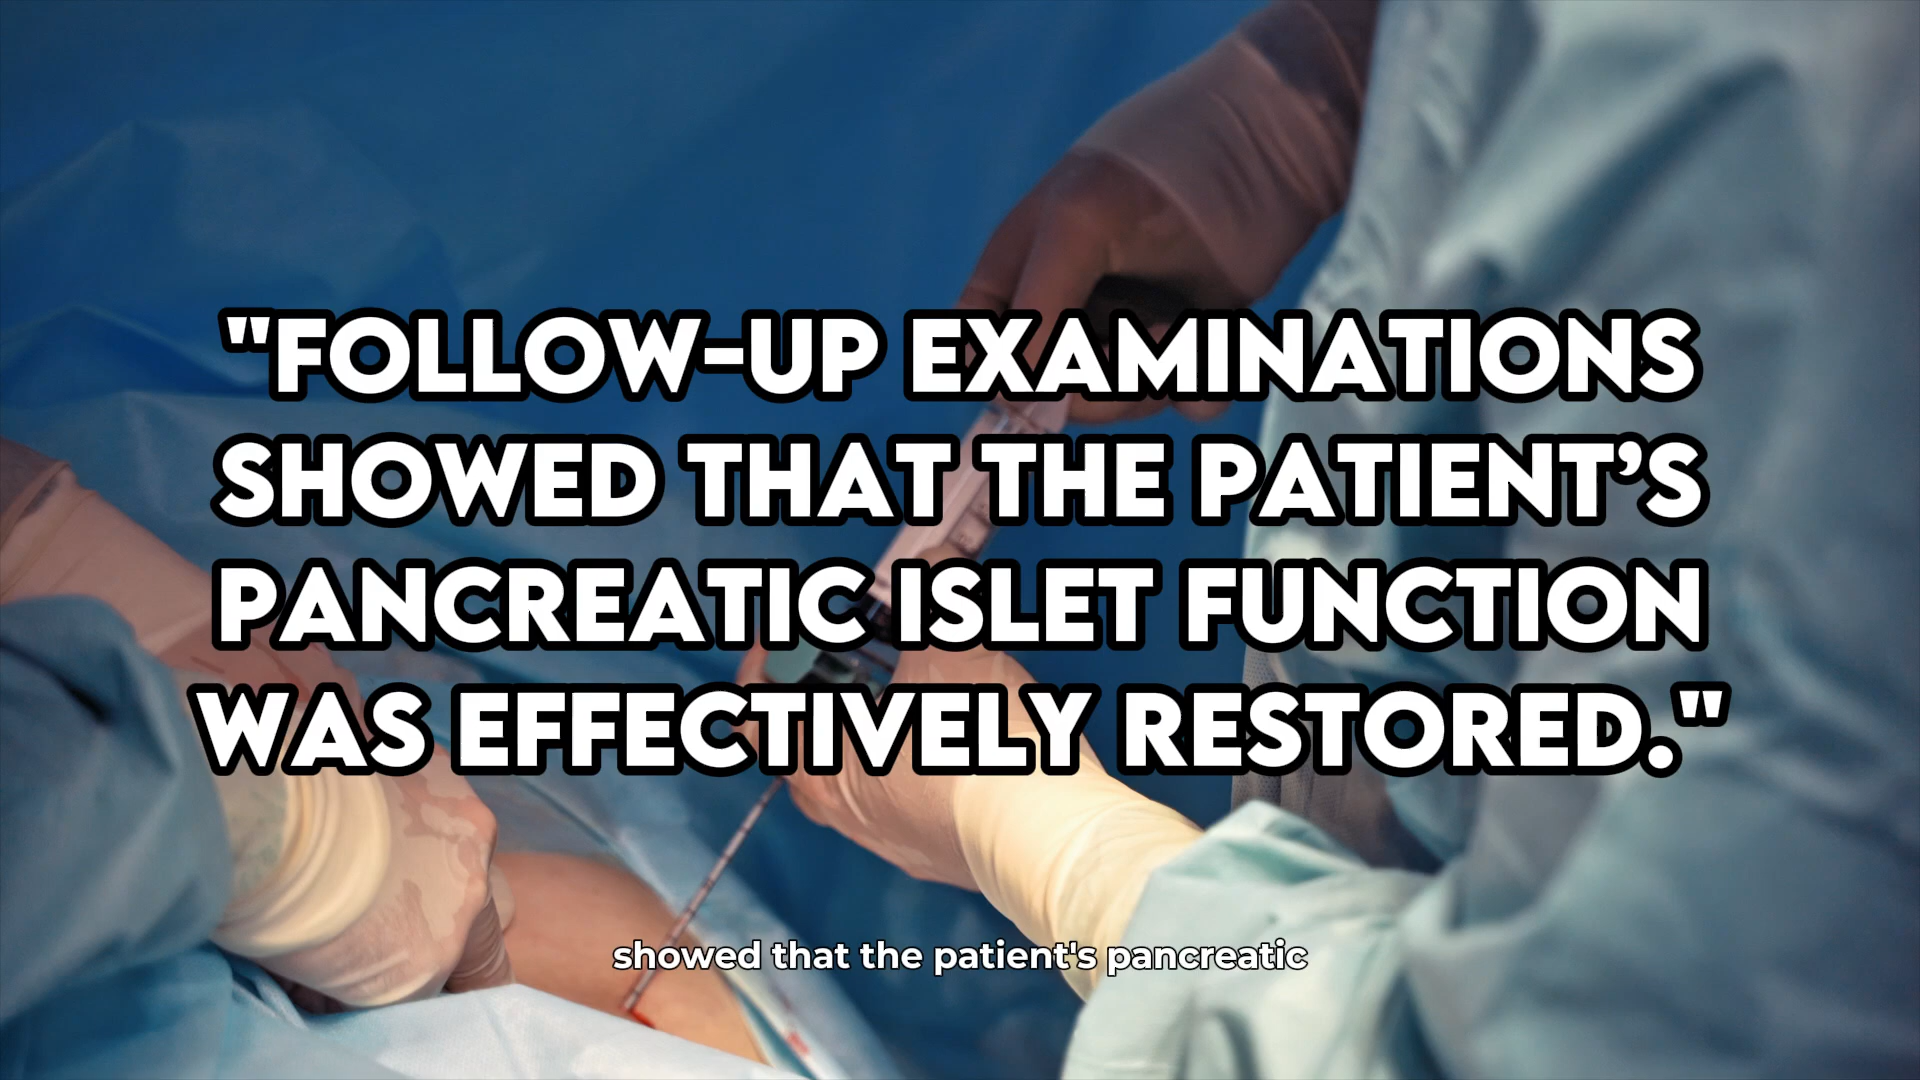 "FOLLOW-UP EXAMINATIONS
SHOWED THAT THE PATIENT’S
PANCREATIC ISLET FUNCTION
WAS EFFECTIVELY RESTORED."
showed that the patient's pancreatic